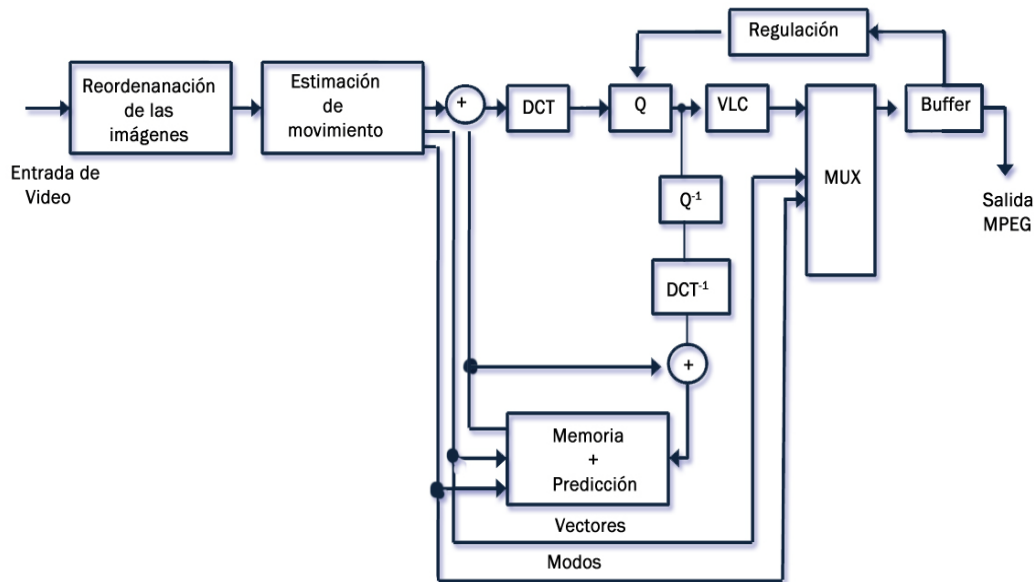 Regulación
Reordenanación
de las
imágenes
Estimación
de
movimiento
+
DCT
Q
VLC
MUX
Buffer
Entrada de
Video
Q-1
Salida
MPEG
DCT-1
+
Memoria
+
Predicción
Vectores
Modos